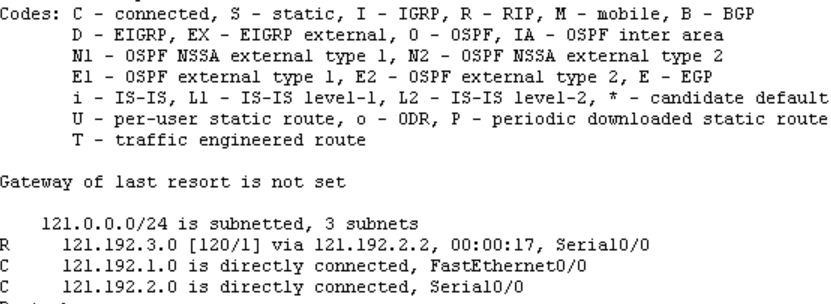 Codes: C - connected, S - static, I - IGRP, R - RIP, M - mobile, B - BGP
D - EIGRP, EX - EIGRP external, O - OSPF, IA - OSPF inter area
N1 - OSPF NSSA external type 1, N2 - OSPF NSSA external type 2
E1 - OSPF external type 1, E2 - OSPF external type 2, E - EGP
i - IS-IS, L1 - IS-IS level-1, L2 - IS-IS level-2, * - candidate default
U - per-user static route, o - ODR, P - periodic downloaded static route
T - traffic engineered route
Gateway of last resort is not set
121.0.0.0/24 is subnetted, 3 subnets
R 121.192.3.0 [120/1] via 121.192.2.2, 00:00:17, Serial0/0
C 121.192.1.0 is directly connected, FastEthernet0/0
C 121.192.2.0 is directly connected, Serial0/0